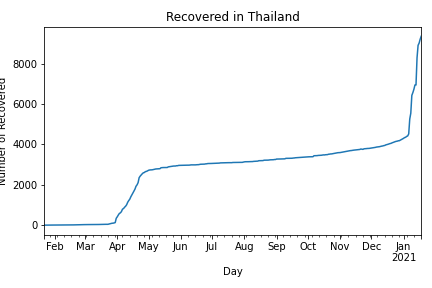 Recovered in Thailand
Number of Recovered
8000
6000
4000
2000
0
Feb Mar Apr May Jun Jul Aug Sep Oct Nov Dec Jan
2021
Day